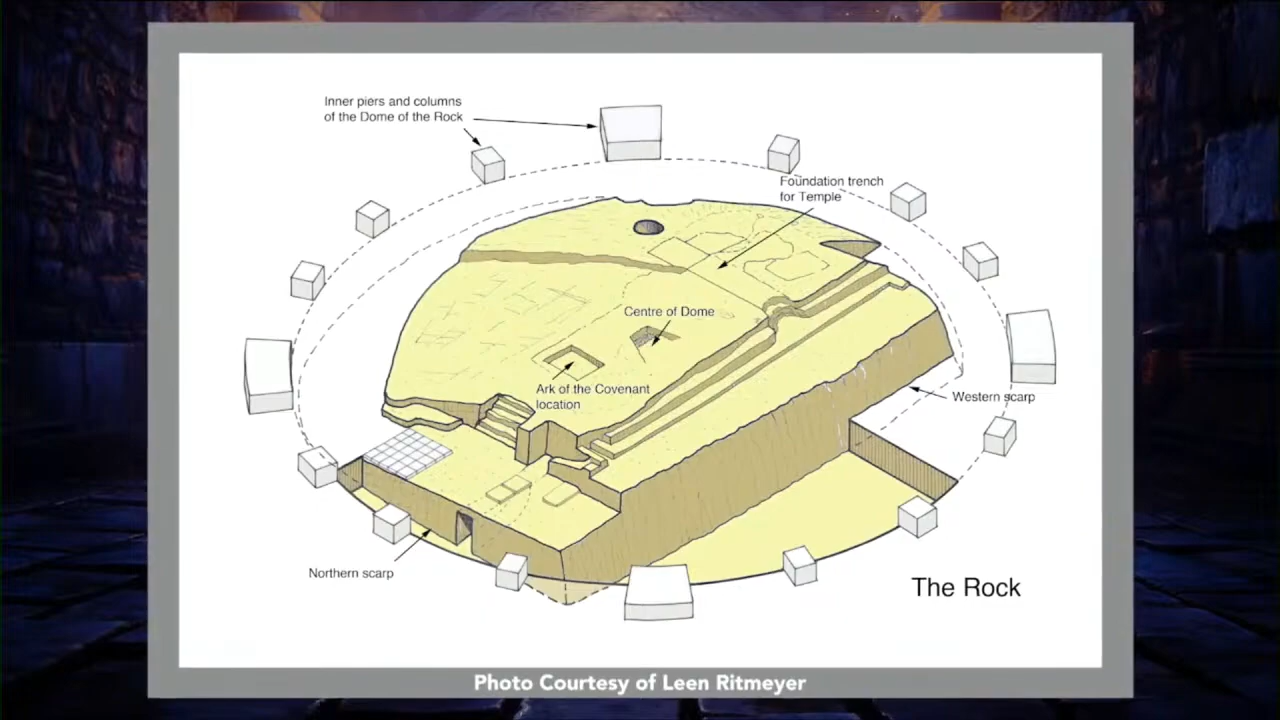 Inner piers and columns
of the Dome of the Rock
Foundation trench
for Temple
Centre of Dome
Ark of the Covenant
location
Western scarp
Northern scarp
The Rock
Photo Courtesy of Leen Ritmeyer